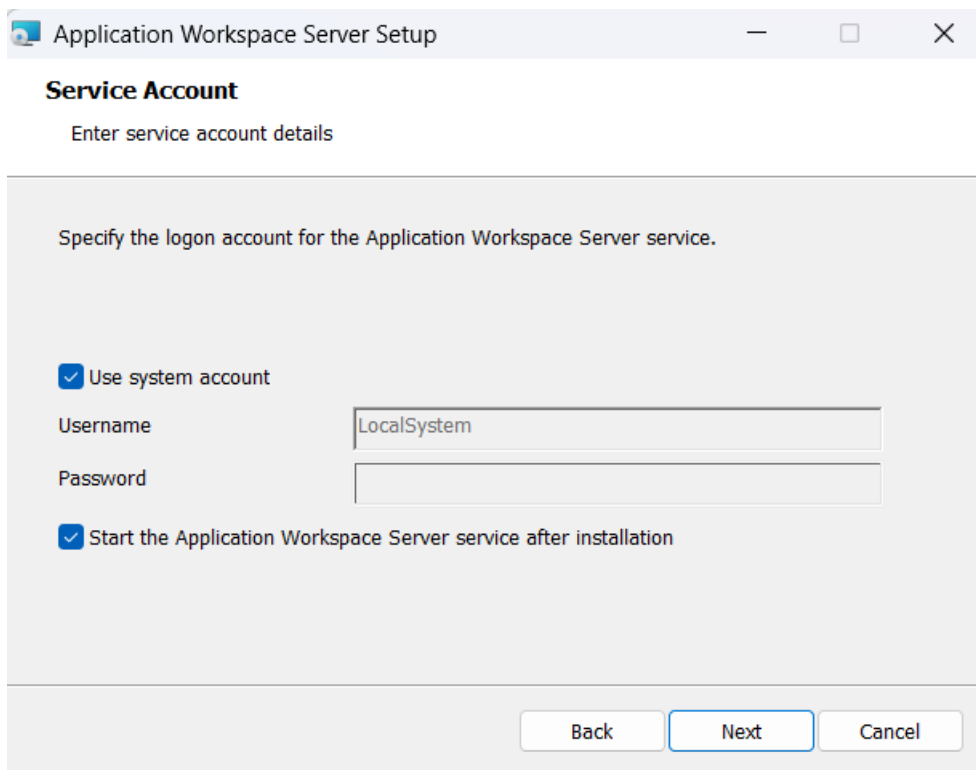 Application Workspace Server Setup
Service Account
Enter service account details
Specify the logon account for the Application Workspace Server service.
Use system account
Username LocalSystem
Password
Start the Application Workspace Server service after installation
Back Next Cancel